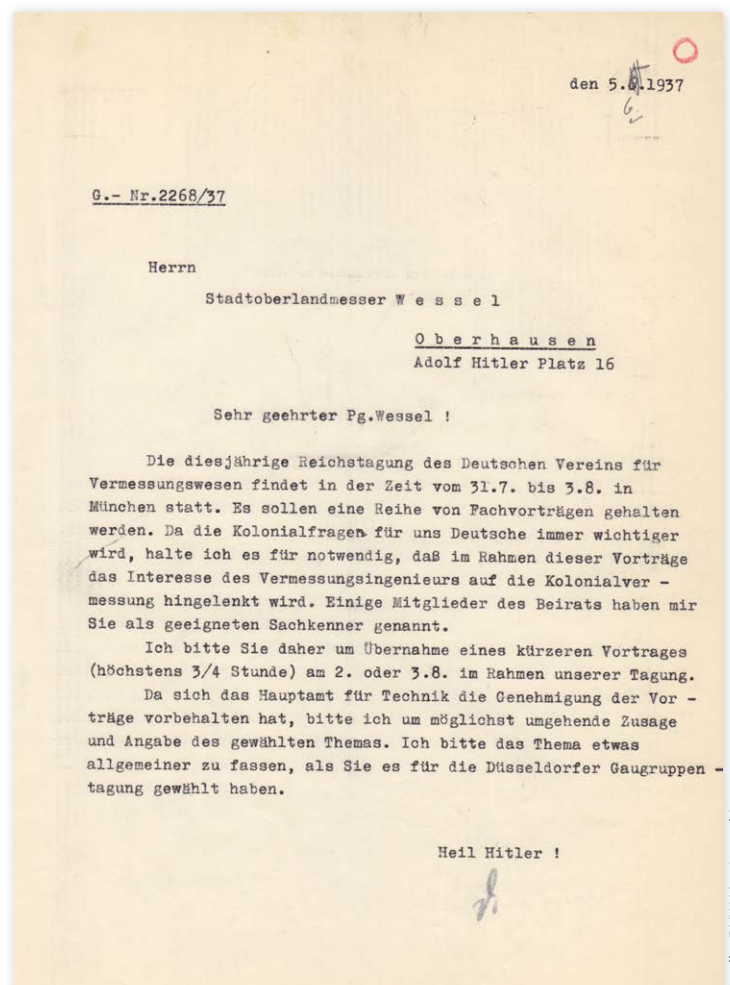 den 5. .1937
6.
G.- Nr.2268/37
Herrn
Stadtoberlandmesser W e s s e l
O b e r h a u s e n
Adolf Hitler Platz 16
Sehr geehrter Pg.Wessel !
Die diesjährige Reichstagung des Deutschen Vereins für
Vermessungswesen findet in der Zeit vom 31.7. bis 3.8. in
München statt. Es sollen eine Reihe von Fachvorträgen gehalten
werden. Da die Kolonialfragen für uns Deutsche immer wichtiger
wird, halte ich es für notwendig, daß im Rahmen dieser Vorträge
das Interesse des Vermessungsingenieurs auf die Kolonialver -
messung hingelenkt wird. Einige Mitglieder des Beirats haben mir
Sie als geeigneten Sachkenner genannt.
Ich bitte Sie daher um Übernahme eines kürzeren Vortrages
(höchstens 3/4 Stunde) am 2. oder 3.8. im Rahmen unserer Tagung.
Da sich das Hauptamt für Technik die Genehmigung der Vor -
träge vorbehalten hat, bitte ich um möglichst umgehende Zusage
und Angabe des gewählten Themas. Ich bitte das Thema etwas
allgemeiner zu fassen, als Sie es für die Düsseldorfer Gaugruppen -
tagung gewählt haben.
Heil Hitler !